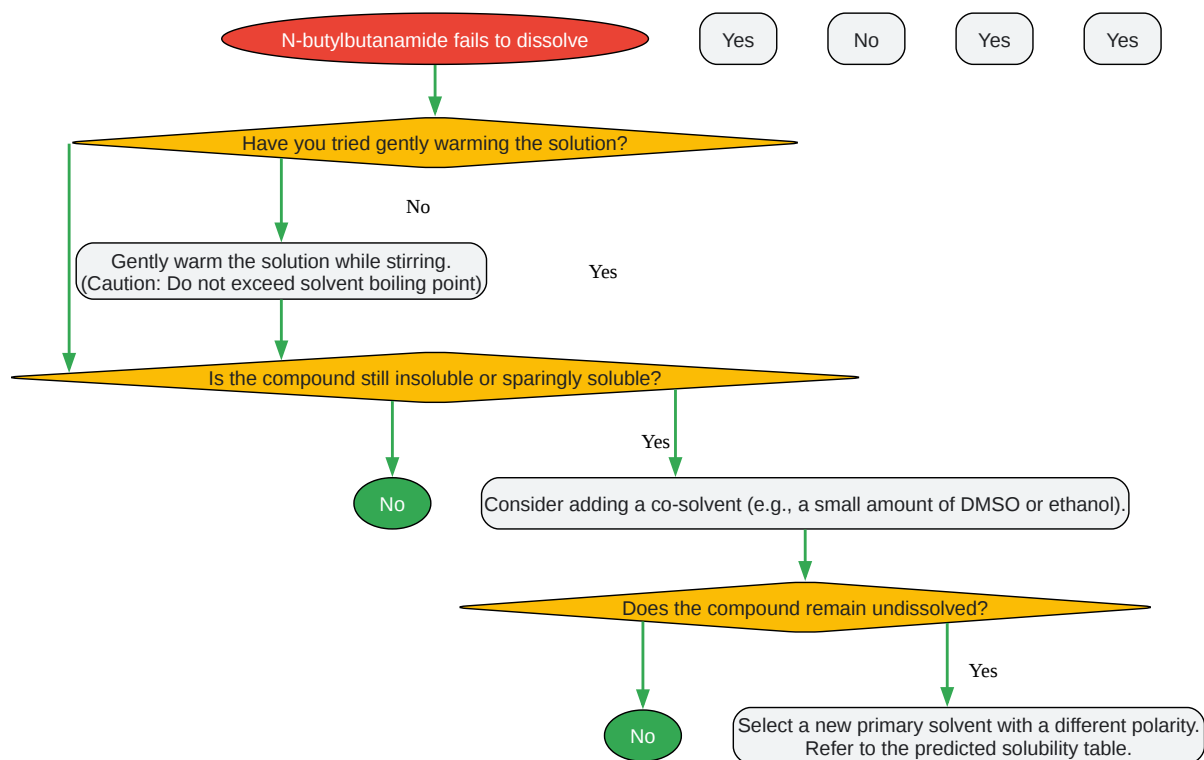 N-butylbutanamide fails to dissolve
Yes
No
Yes
Yes
Have you tried gently warming the solution?
No
Gently warm the solution while stirring.
(Caution: Do not exceed solvent boiling point)
Yes
Is the compound still insoluble or sparingly soluble?
Yes
No
Consider adding a co-solvent (e.g., a small amount of DMSO or ethanol).
Does the compound remain undissolved?
Yes
No
Select a new primary solvent with a different polarity.
Refer to the predicted solubility table.